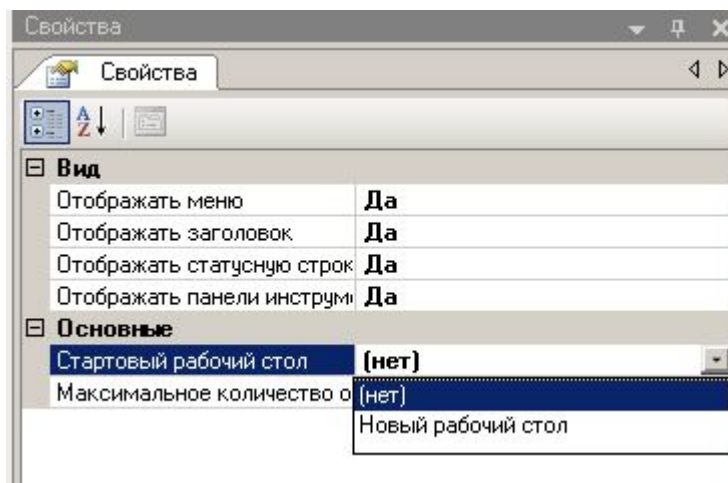 Свойства
Свойства
Вид
Отображать меню Да
Отображать заголовок Да
Отображать статусную строк Да
Отображать панели инструм Да
Основные
Стартовый рабочий стол (нет)
Максимальное количество о (нет)
Новый рабочий стол